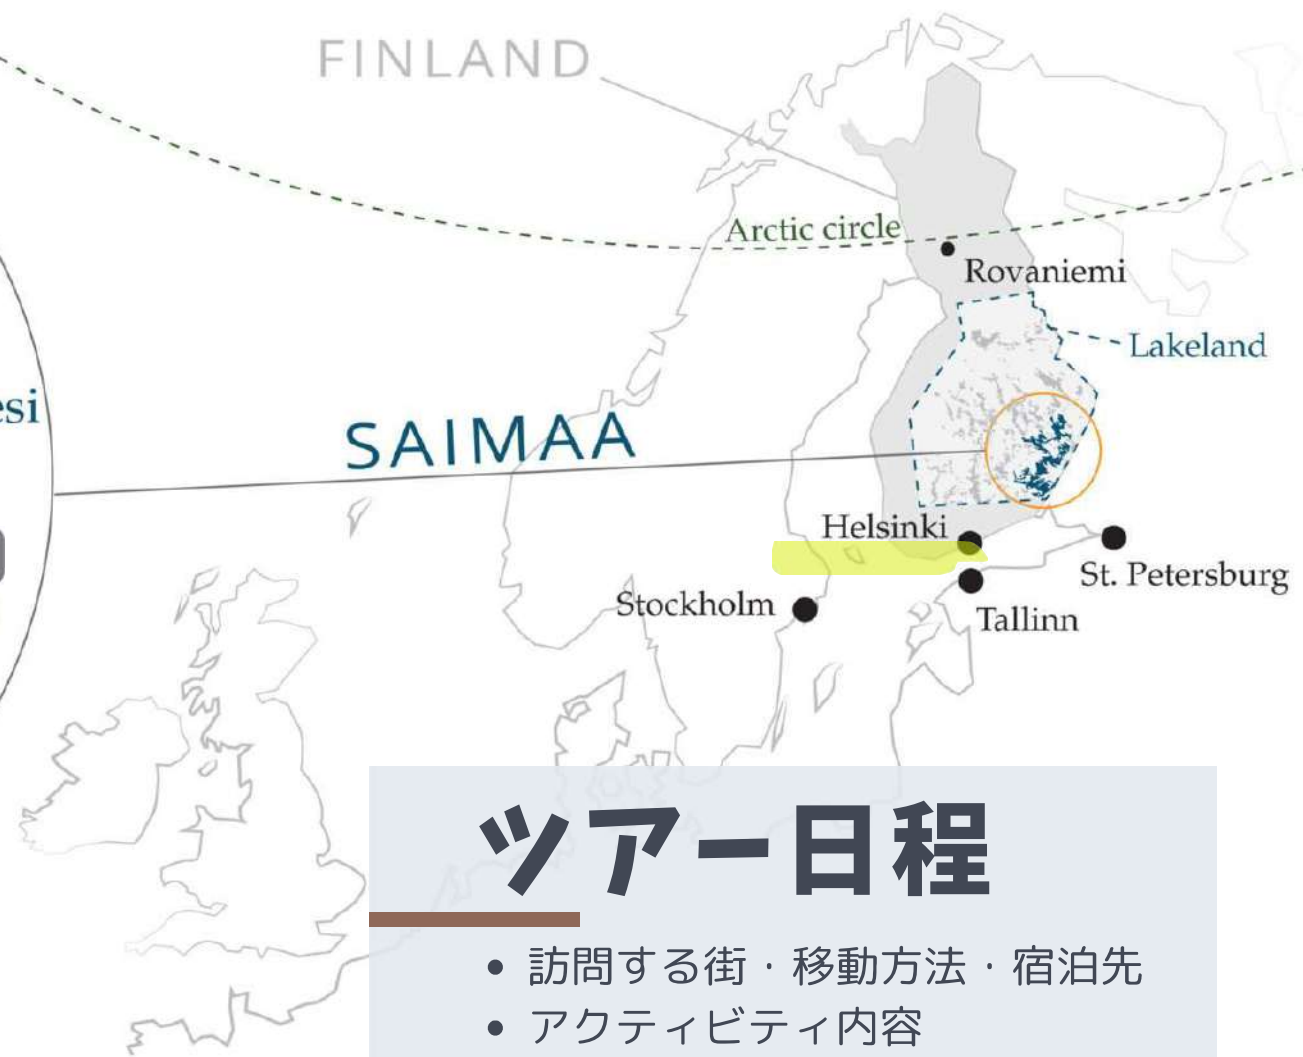 FINLAND
Arctic circle
Rovaniemi
Lakeland
esi
SAIMAA
Helsinki
St. Petersburg
Stockholm
Tallinn
ツアー日程
• 訪問する街・移動方法・宿泊先
• アクティビティ内容